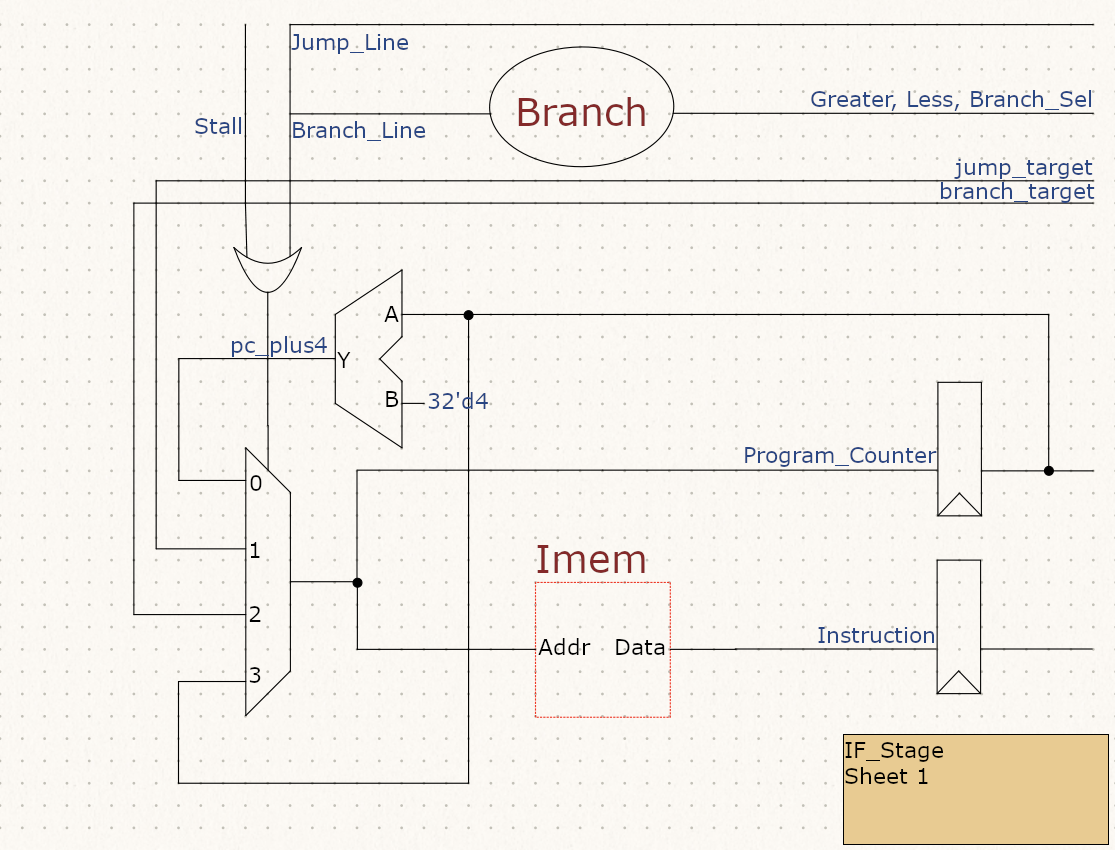 Jump_Line
Branch
Greater, Less, Branch_Sel
Stall
Branch_Line
jump_target
branch_target
A
pc_plus4
Y
B
32'd4
Program_Counter
0
1
2
3
Imem
Addr
Data
Instruction
IF_Stage
Sheet 1